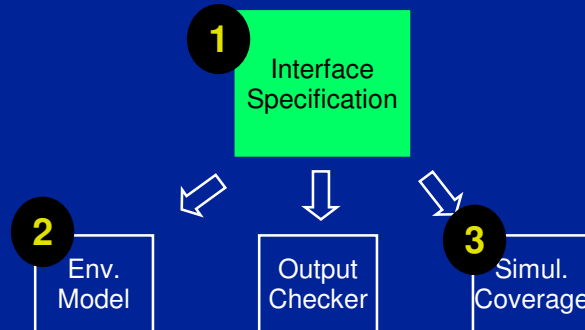 1
Interface
Specification
2
Env.
Model
Output
Checker
3
Simul.
Coverage